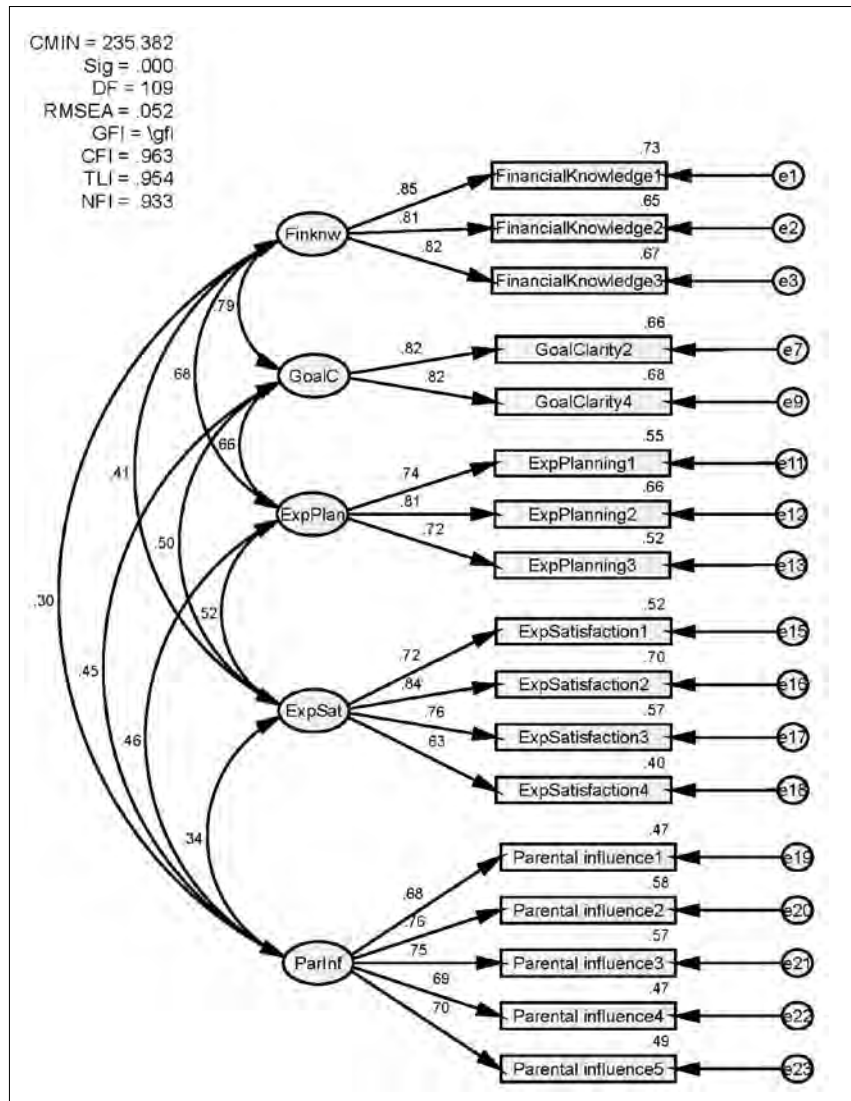 CMIN = 235.382
Sig = .000
DF = 109
RMSEA = .052
GFI = \gfi
CFI = .963
TLI = .954
NFI = .933
.73
.85 FinancialKnowledge1 e1
.65
Finknw .81 FinancialKnowledge2 e2
.67
.82 FinancialKnowledge3 e3
.79
.66
.82 GoalClarity2 e7
GoalC
.68
.82 GoalClarity4 e9
.68
.66
.55
.74 ExpPlanning1 e11
.41
.66
ExpPlan .81 ExpPlanning2 e12
.52
.72 ExpPlanning3 e13
.50
.30
.52
.52
.72 ExpSatisfaction1 e15
.45
.70
ExpSat .84 ExpSatisfaction2 e16
.57
.76 ExpSatisfaction3 e17
.46
.40
63 ExpSatisfaction4 e18
.34
.47
.68 Parental influence1 e19
.58
.76 Parental influence2 e20
.57
ParInf .75 Parental influence3 e21
.47
69 Parental influence4 e22
.49
.70 Parental influence5 e23